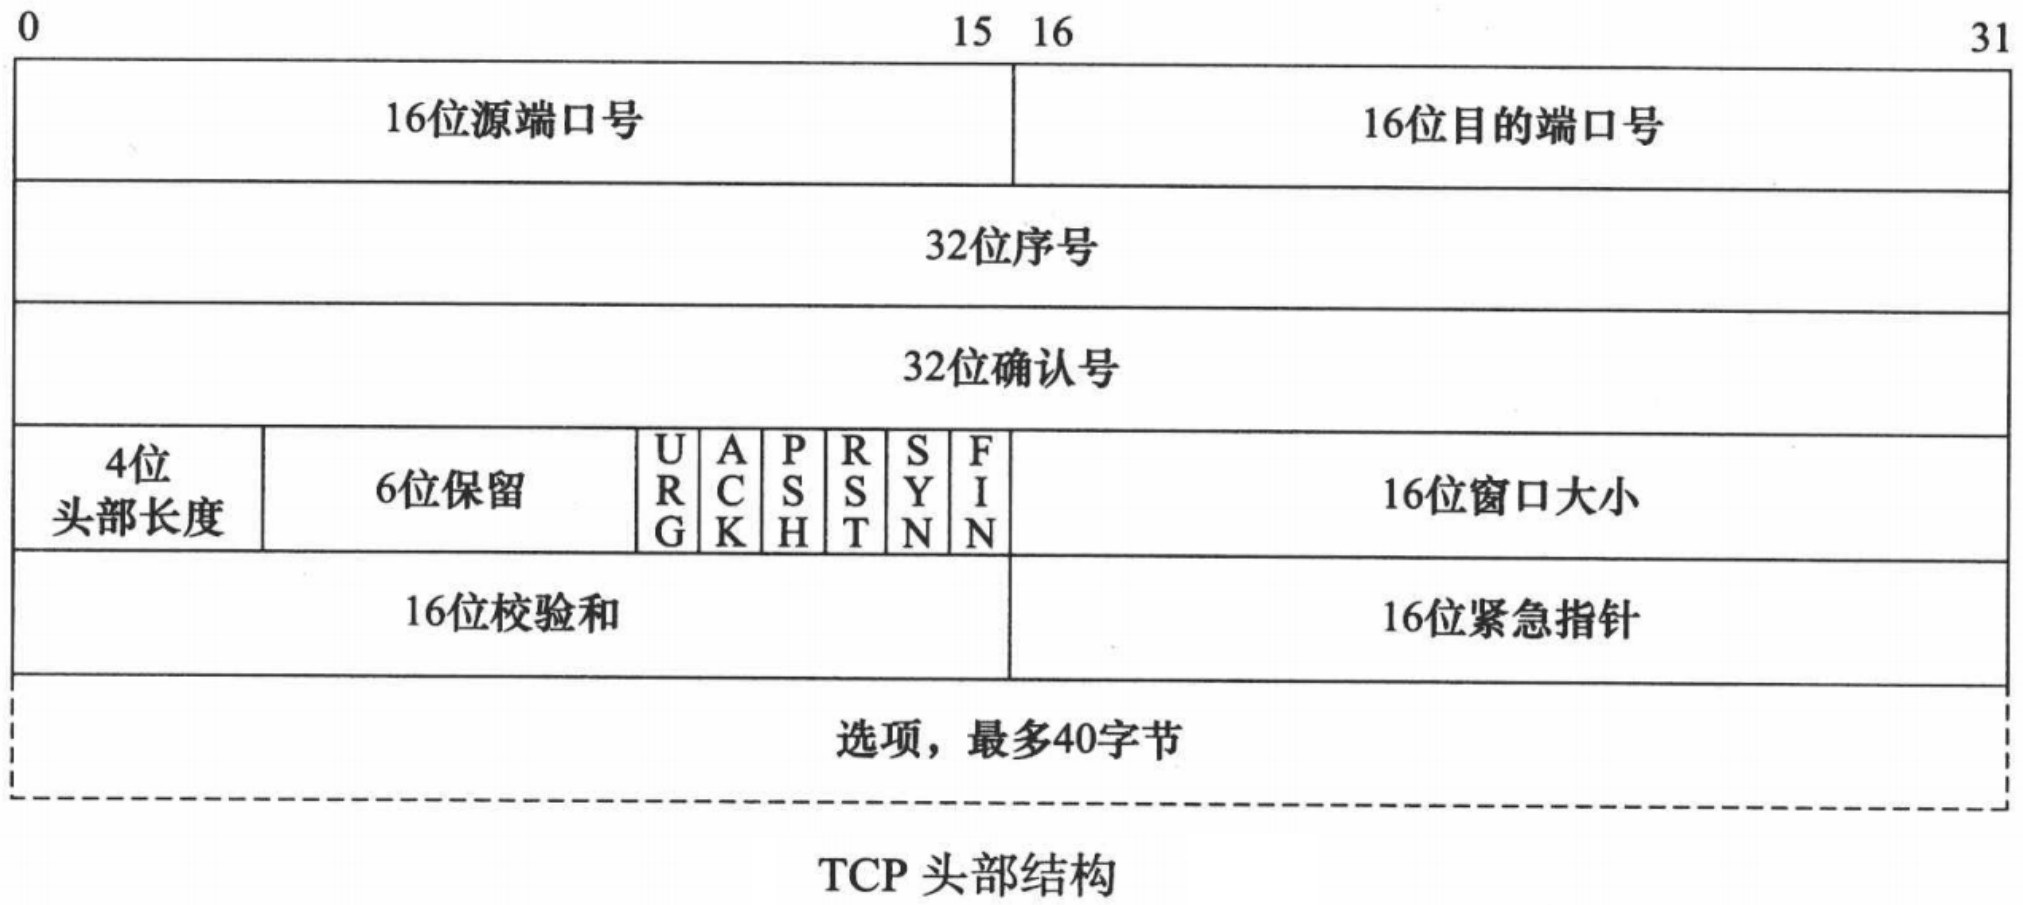 0 15 16 31
16位源端口号 16位目的端口号
32位序号
32位确认号
4位
头部长度
6位保留
URG
ACK
PSH
RST
SYN
FIN
16位窗口大小
16位校验和 16位紧急指针
选项，最多40字节
TCP 头部结构